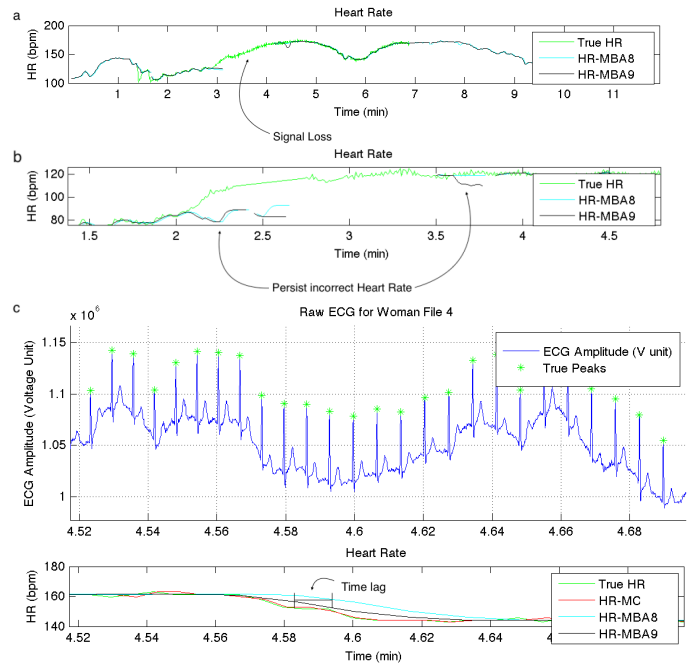 a
Heart Rate
HR (bpm)
200
150
100
True HR
HR-MBA8
HR-MBA9
1 2 3 4 5 6 7 8 9 10 11
Time (min)
Signal Loss
b
Heart Rate
HR (bpm)
120
100
80
True HR
HR-MBA8
HR-MBA9
1.5 2 2.5 3 3.5 4 4.5
Time (min)
Persist incorrect Heart Rate
c
x 10^6
Raw ECG for Woman File 4
ECG Amplitude (Voltage Unit)
1.15
1.1
1.05
1
ECG Amplitude (V unit)
True Peaks
4.52 4.54 4.56 4.58 4.6 4.62 4.64 4.66 4.68
Heart Rate
HR (bpm)
180
160
140
Time lag
True HR
HR-MC
HR-MBA8
HR-MBA9
4.52 4.54 4.56 4.58 4.6 4.62 4.64 4.66 4.68
Time (min)